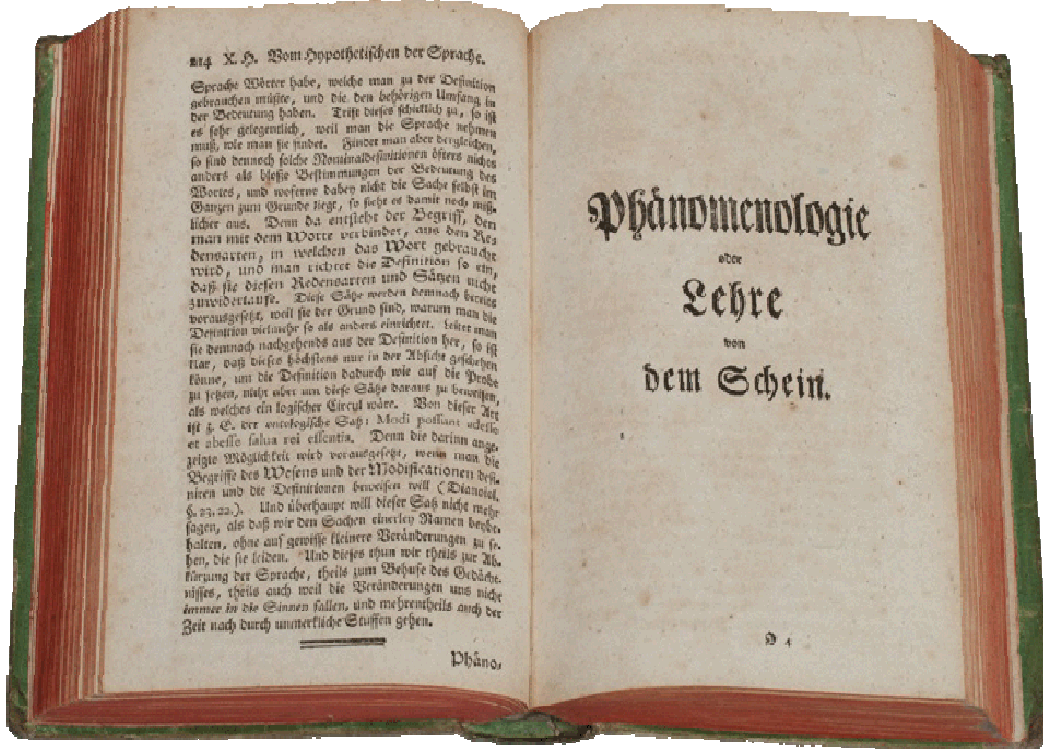 214 X. H. Vom Hypothetischen der Sprache.
Sprache Wörter habe, welche man zu der Definition
gebrauchen müßte, und die den behörigen Umfang in
der Bedeutung haben. Trift dieses schicklich zu, so ist
es sehr gelegentlich, weil man die Sprache nehmen
muß, wie man sie findet. Findet man aber dergleichen,
so sind dennoch solche Nominaldefinitionen öfters nichts
anders als bloße Bestimmungen der Bedeutung des
Wortes, und woferne dabey nicht die Sache selbst im
Ganzen zum Grunde liegt, so sieht es damit noch miß-
licher aus. Denn da entsteht der Begriff, den
man mit dem Worte verbindet, aus den Re-
densarten, in welchen das Wort gebraucht
wird, und man richtet die Definition so ein,
daß sie diesen Redensarten und Sätzen nicht
zuwiderlaufe. Diese Sätze werden demnach bereits
vorausgesetzt, weil sie der Grund sind, warum man die
Definition vielmehr so als anders einrichtet. Leitet man
sie demnach nachgehends aus der Definition her, so ist
klar, daß dieses höchstens nur in der Absicht geschehen
könne, um die Definition dadurch wie auf die Probe
zu setzen, nicht aber um diese Sätze daraus zu beweisen,
als welches ein logischer Circul wäre. Von dieser Art
ist z. E. der ontologische Satz: Modi possunt adesse
et abesse salua rei essentia. Denn die darinn ange-
zeigte Möglichkeit wird vorausgesetzt, wenn man die
Begriffe des Wesens und der Modificationen defi-
niren und die Definitionen beweisen will (Dianoiol.
§. 23. 22.). Und überhaupt will dieser Satz nicht mehr
sagen, als daß wir den Sachen einerley Namen beybe-
halten, ohne auf gewisse kleinere Veränderungen zu se-
hen, die sie leiden. Und dieses thun wir theils zur Ab-
kürzung der Sprache, theils zum Behufe des Gedächt-
nisses, theils auch weil die Veränderungen uns nicht
immer in die Sinnen fallen, und mehrentheils auch der
Zeit nach durch unmerkliche Stuffen gehen.
Phäno-
Phänomenologie
oder
Lehre
von
dem Schein.
O 4